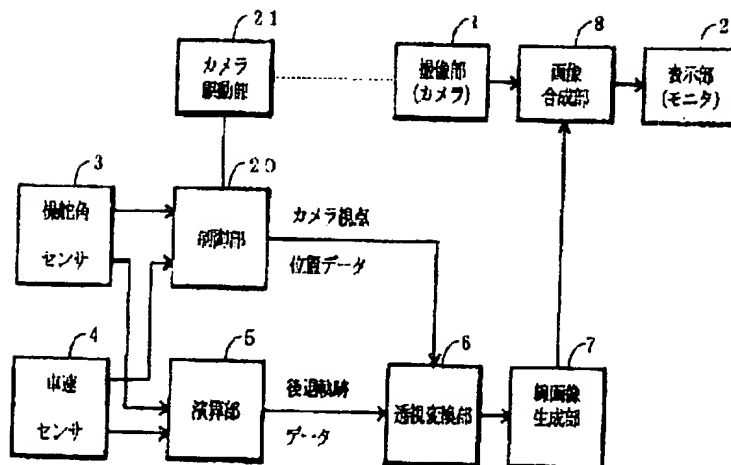 21
カメラ
駆動部
1
撮像部
(カメラ)
8
画像
合成部
2
表示部
(モニタ)
3
操舵角
センサ
20
制御部
カメラ視点
位置データ
4
車速
センサ
5
演算部
後退軌跡
データ
6
透視変換部
7
線画像
生成部